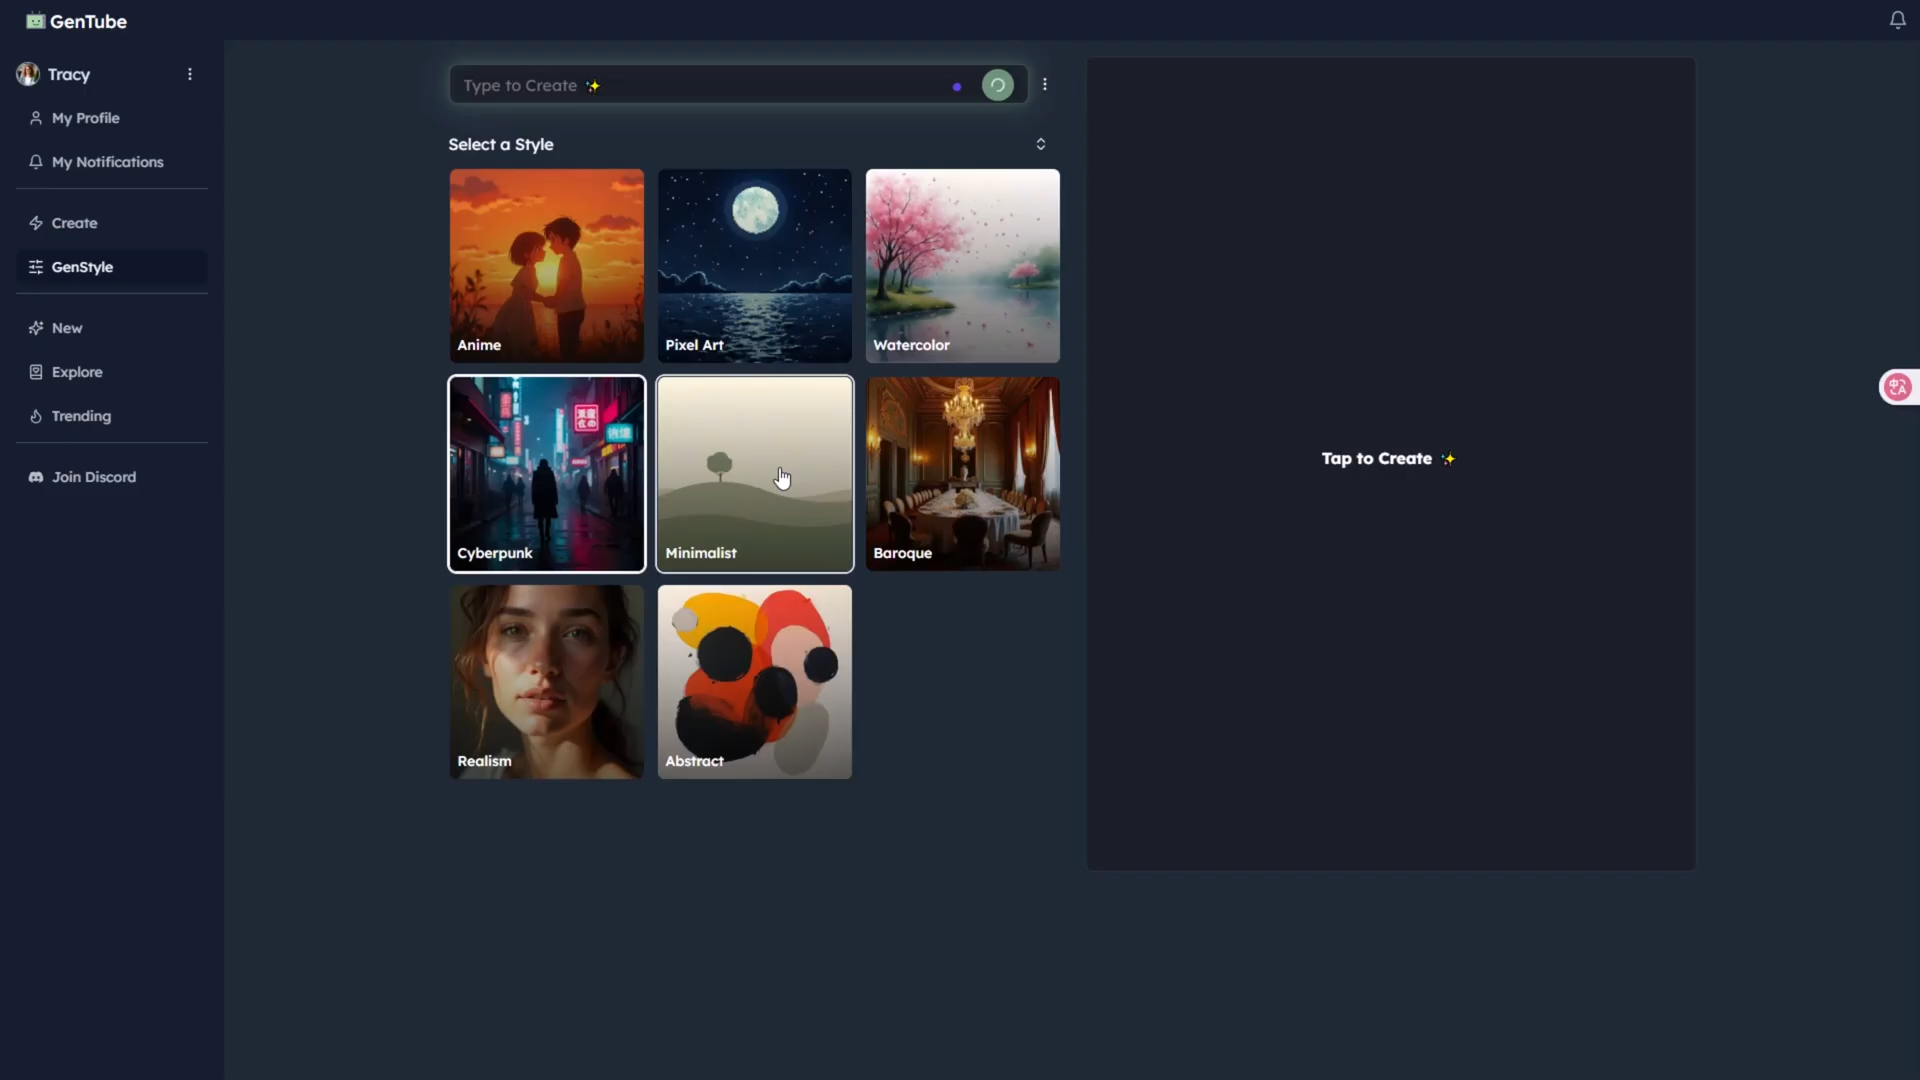 GenTube
Tracy
My Profile
My Notifications
Create
GenStyle
New
Explore
Trending
Join Discord
Type to Create ✨
Select a Style
Anime
Pixel Art
Watercolor
Cyberpunk
Minimalist
Baroque
Realism
Abstract
Tap to Create ✨